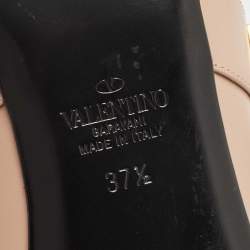 VALENTINO
GARAVANI
MADE IN ITALY
37½